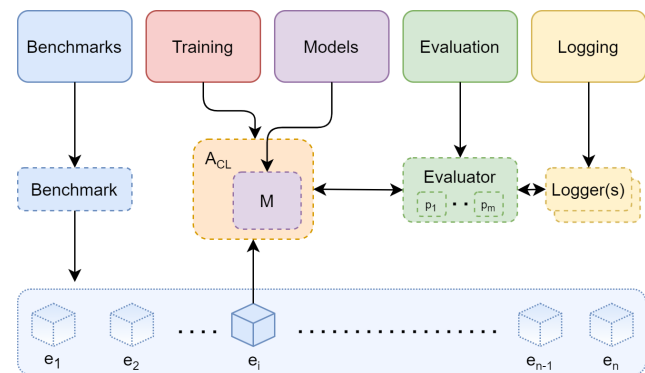 Benchmarks
Training
Models
Evaluation
Logging
A_CL
Benchmark
M
Evaluator
p_1 .. p_m
Logger(s)
e_1 e_2 .... e_i .................... e_n-1 e_n